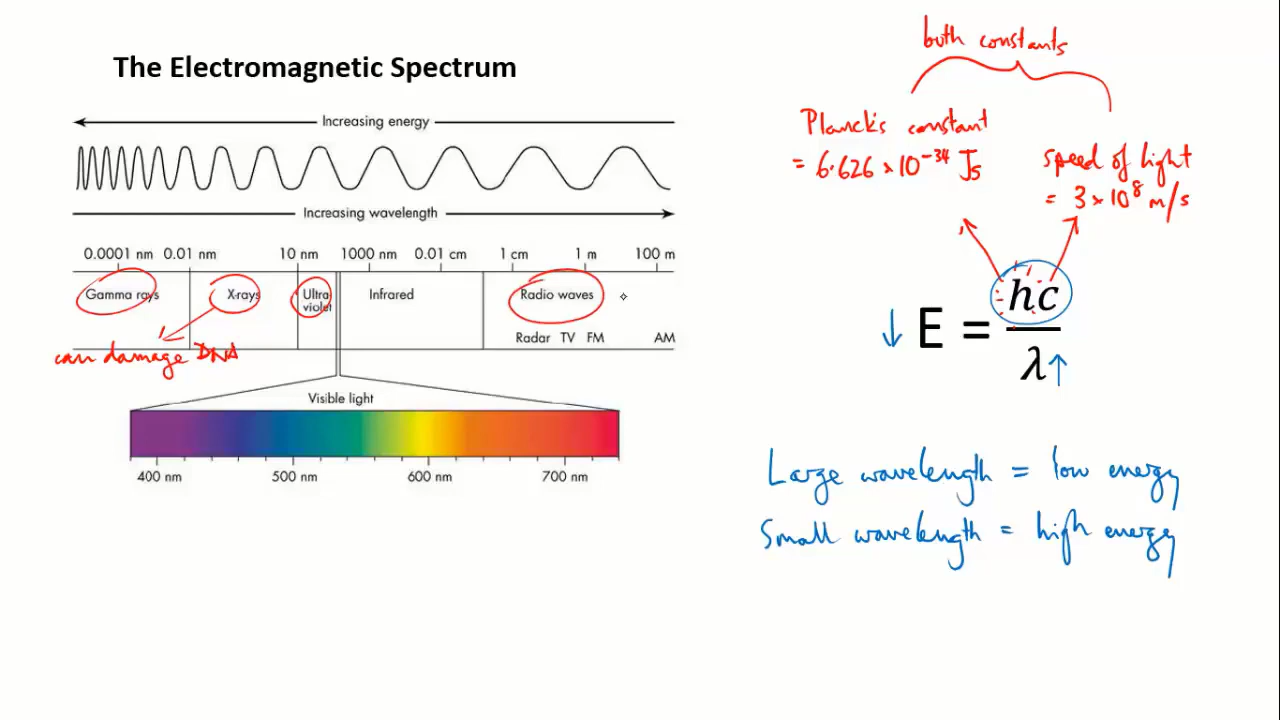 The Electromagnetic Spectrum
Increasing energy
Increasing wavelength
0.0001 nm 0.01 nm 10 nm 1000 nm 0.01 cm 1 cm 1 m 100 m
Gamma rays X-rays Ultra violet Infrared Radio waves
Radar TV FM AM
can damage DNA
Visible light
400 nm 500 nm 600 nm 700 nm
both constants
Planck's constant
= 6.626 × 10⁻³⁴ Js
speed of light
= 3 × 10⁸ m/s
↓ E = hc / λ ↑
Large wavelength = low energy
Small wavelength = high energy